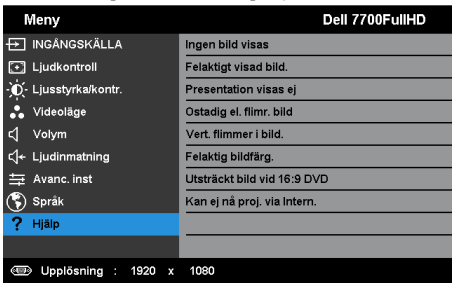 Meny Dell 7700FullHD
INGÅNGSKÄLLA Ingen bild visas
Ljudkontroll Felaktigt visad bild.
Ljusstyrka/kontr. Presentation visas ej
Videoläge Ostadig el. flimr. bild
Volym Vert. flimmer i bild.
Ljudinmatning Felaktig bildfärg.
Avanc. inst Utsträckt bild vid 16:9 DVD
Språk Kan ej nå proj. via Intern.
? Hjälp
Upplösning : 1920 x 1080